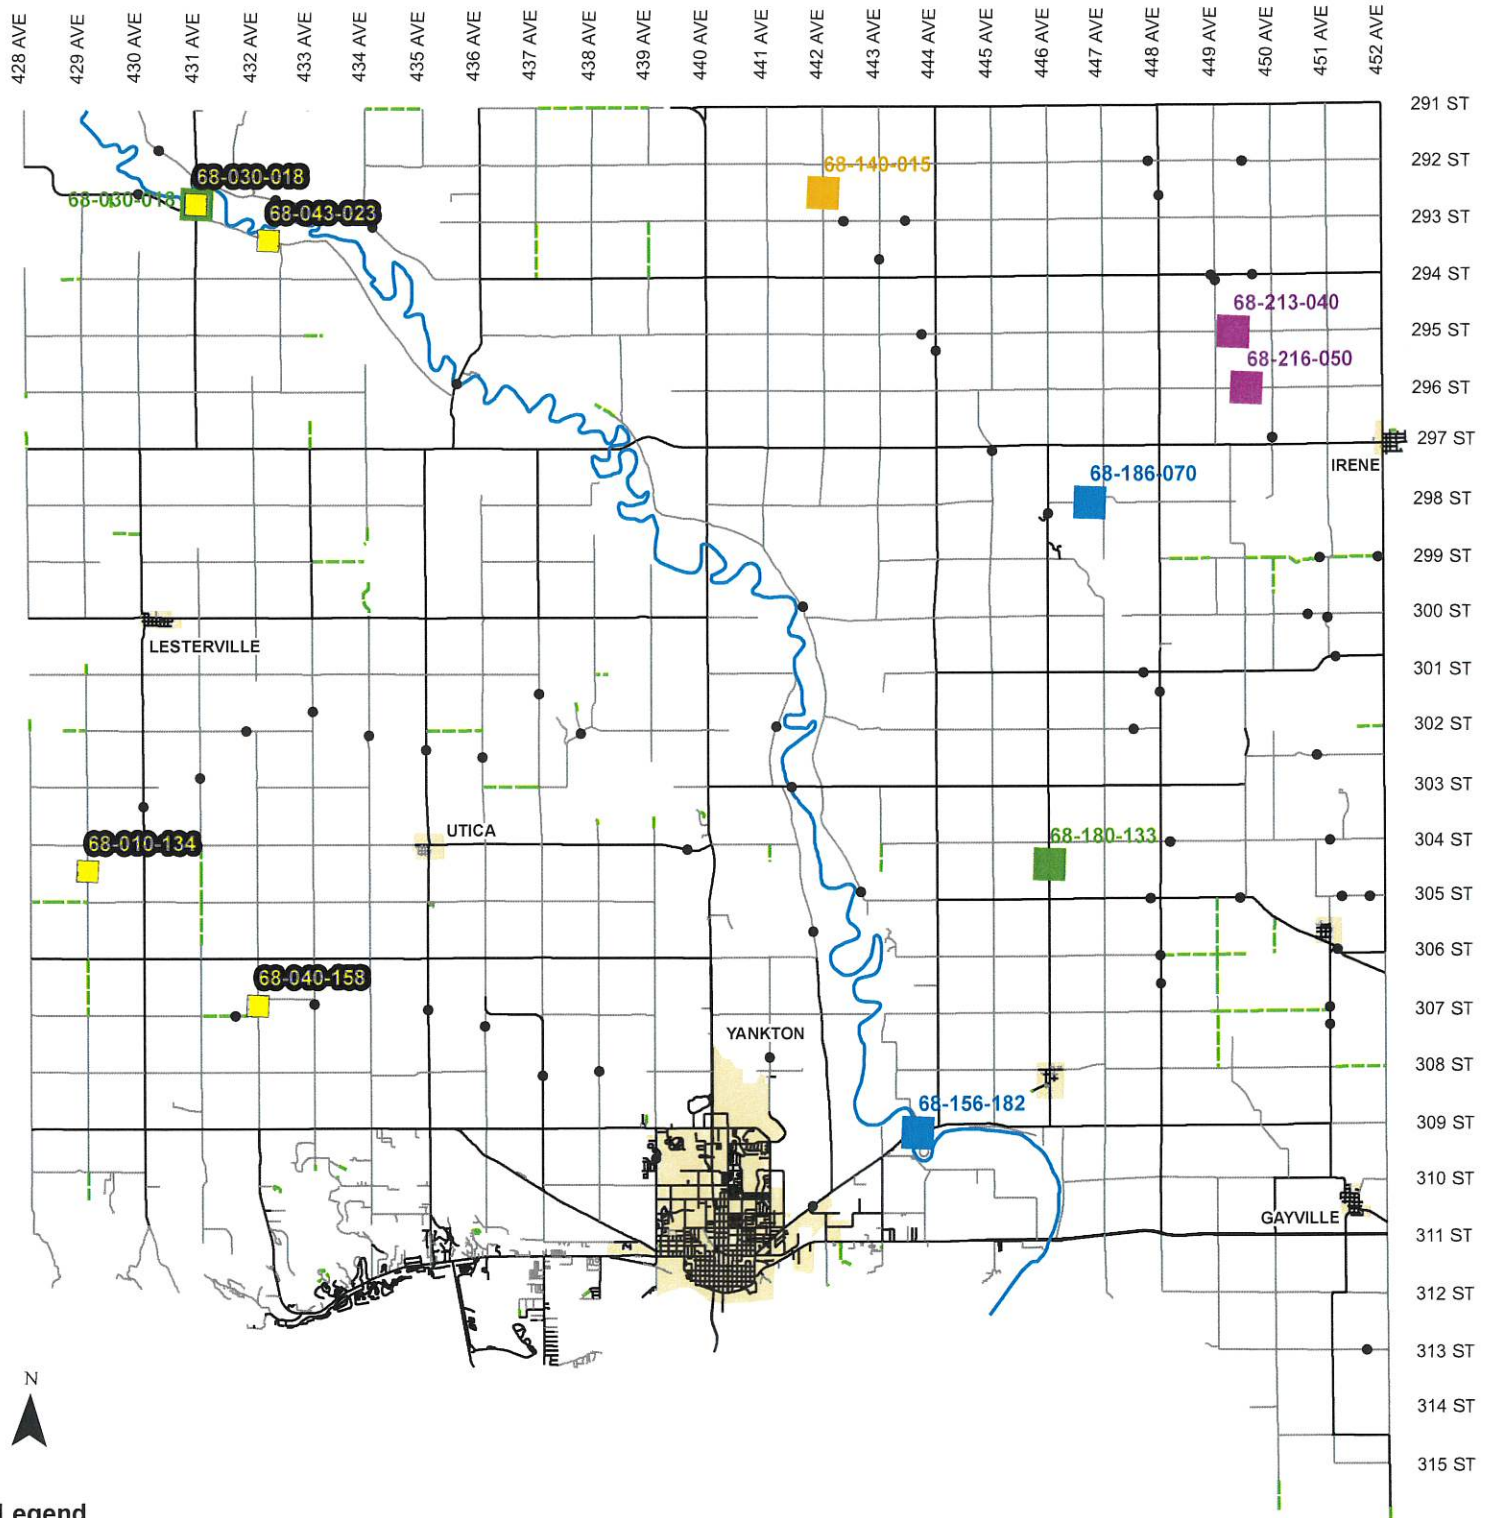 428 AVE
429 AVE
430 AVE
431 AVE
432 AVE
433 AVE
434 AVE
435 AVE
436 AVE
437 AVE
438 AVE
439 AVE
440 AVE
441 AVE
442 AVE
443 AVE
444 AVE
445 AVE
446 AVE
447 AVE
448 AVE
449 AVE
450 AVE
451 AVE
452 AVE
291 ST
292 ST
68-140-015
68-030-018
68-030-018
68-043-023
293 ST
294 ST
68-213-040
295 ST
68-216-050
296 ST
297 ST
IRENE
68-186-070
298 ST
299 ST
300 ST
LESTERVILLE
301 ST
302 ST
303 ST
UTICA
68-180-133
304 ST
68-010-134
305 ST
306 ST
68-040-158
307 ST
YANKTON
308 ST
68-156-182
309 ST
310 ST
GAYVILLE
311 ST
312 ST
313 ST
N
314 ST
315 ST
Legend